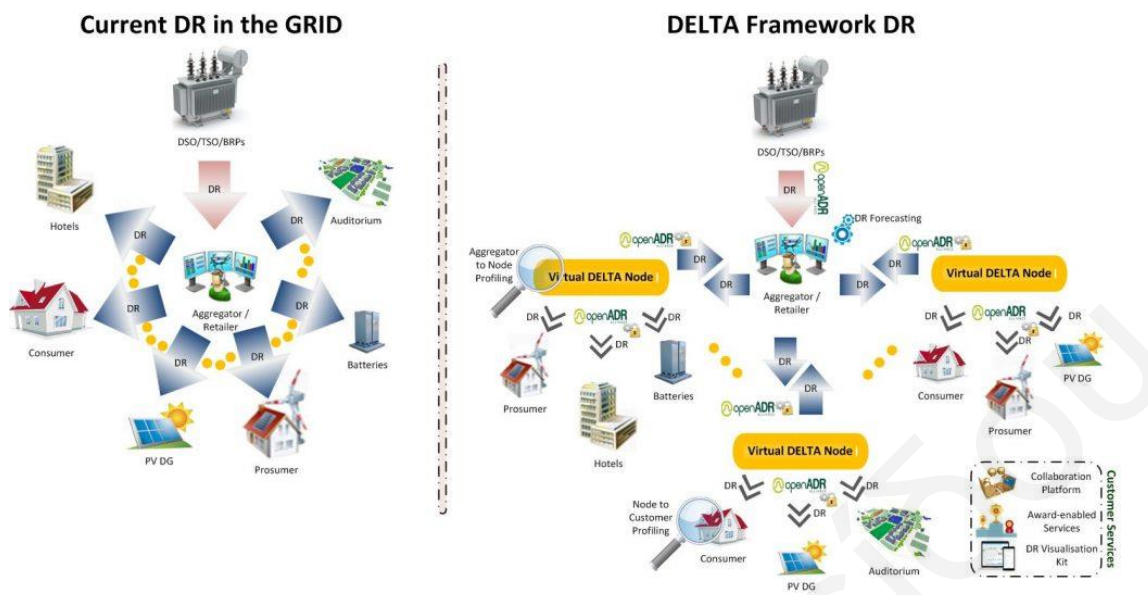 Current DR in the GRID
DSO/TSO/BRPs
DR
Hotels
Auditorium
DR
DR
DR
DR
DR
DR
Aggregator /
Retailer
Consumer
Batteries
PV DG
Prosumer
DELTA Framework DR
DSO/TSO/BRPs
DR
openADR
DR Forecasting
Aggregator
to Node
Profiling
openADR
Virtual DELTA Node
DR
DR
Aggregator /
Retailer
DR
DR
openADR
Virtual DELTA Node
DR
openADR
DR
DR
Prosumer
Batteries
Hotels
DR
openADR
DR
DR
Consumer
PV DG
Prosumer
DR
DR
openADR
Virtual DELTA Node
DR
openADR
DR
DR
Node to
Customer
Profiling
Consumer
PV DG
Auditorium
Collaboration
Platform
Award-enabled
Services
DR Visualisation
Kit
Customer Services